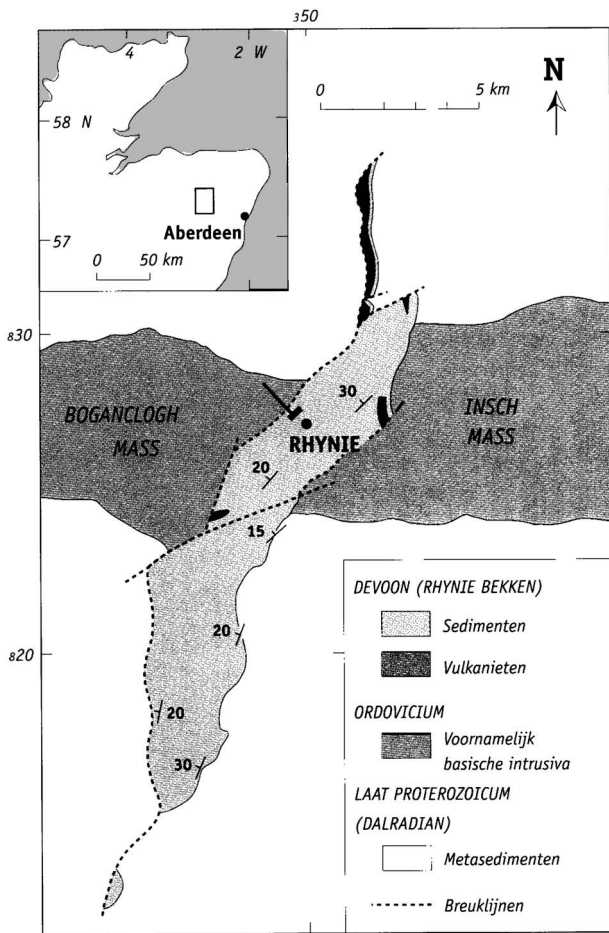 350
4
2 W
58 N
57
Aberdeen
0 50 km
0 5 km
N
830
30
BOGANCLOGH
MASS
INSCH
MASS
RHYNIE
20
15
20
820
20
30
DEVOON (RHYNIE BEKKEN)
Sedimenten
Vulkanieten
ORDOVICIUM
Voornamelijk
basische intrusiva
LAAT PROTEROZOICUM
(DALRADIAN)
Metasedimenten
Breuklijnen